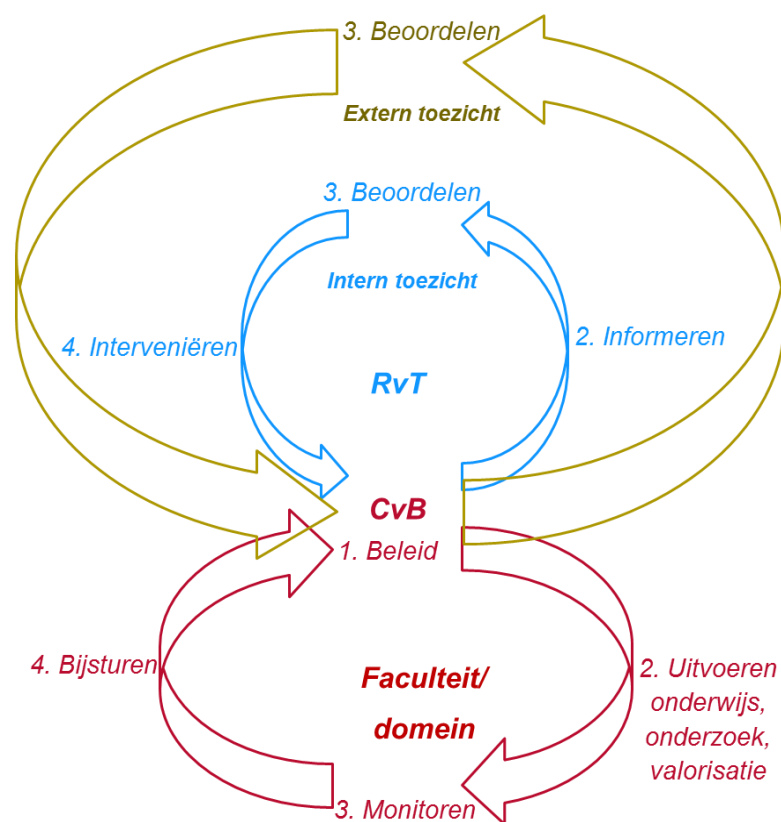 3. Beoordelen
Extern toezicht
3. Beoordelen
Intern toezicht
4. Interveniëren
2. Informeren
RvT
CvB
1. Beleid
4. Bijsturen
Faculteit/
domein
2. Uitvoeren
onderwijs,
onderzoek,
valorisatie
3. Monitoren